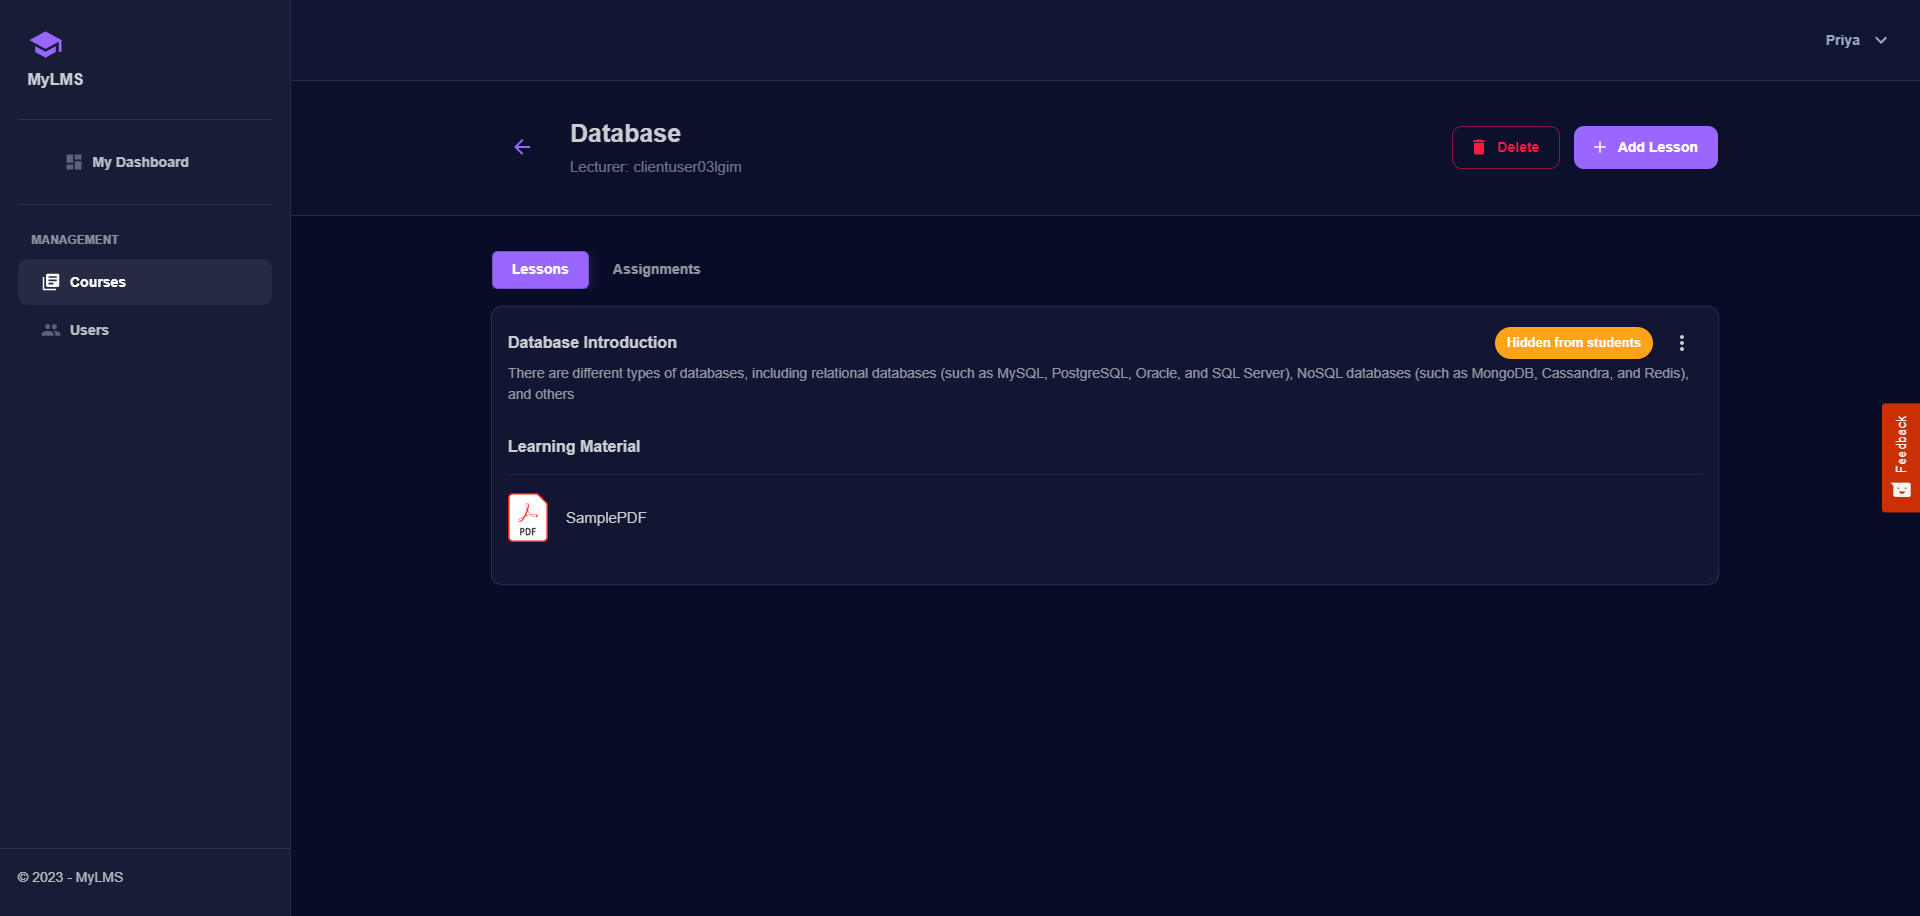 MyLMS
My Dashboard
MANAGEMENT
Courses
Users
© 2023 - MyLMS
Priya
Database
Lecturer: clientuser03lgim
Delete
Add Lesson
Lessons
Assignments
Database Introduction
Hidden from students
There are different types of databases, including relational databases (such as MySQL, PostgreSQL, Oracle, and SQL Server), NoSQL databases (such as MongoDB, Cassandra, and Redis),
and others
Learning Material
PDF
SamplePDF
Feedback